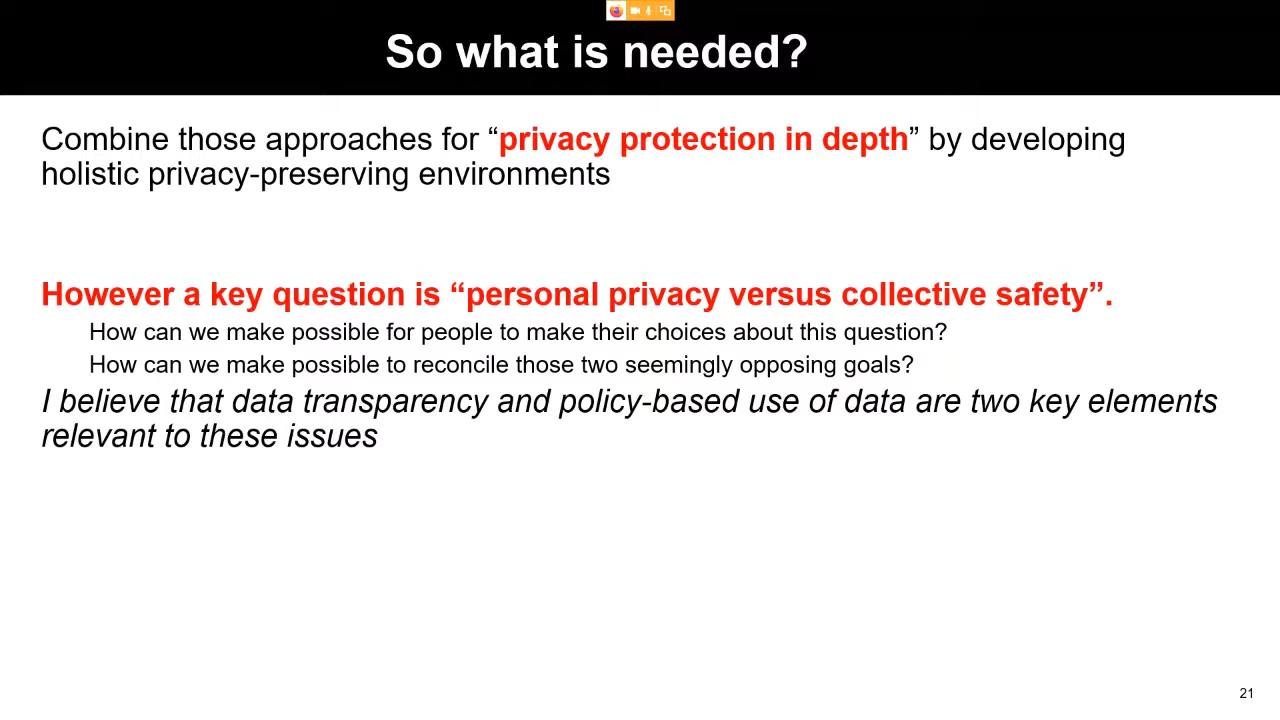 So what is needed?
Combine those approaches for “privacy protection in depth” by developing
holistic privacy-preserving environments
However a key question is “personal privacy versus collective safety”.
How can we make possible for people to make their choices about this question?
How can we make possible to reconcile those two seemingly opposing goals?
I believe that data transparency and policy-based use of data are two key elements
relevant to these issues
21